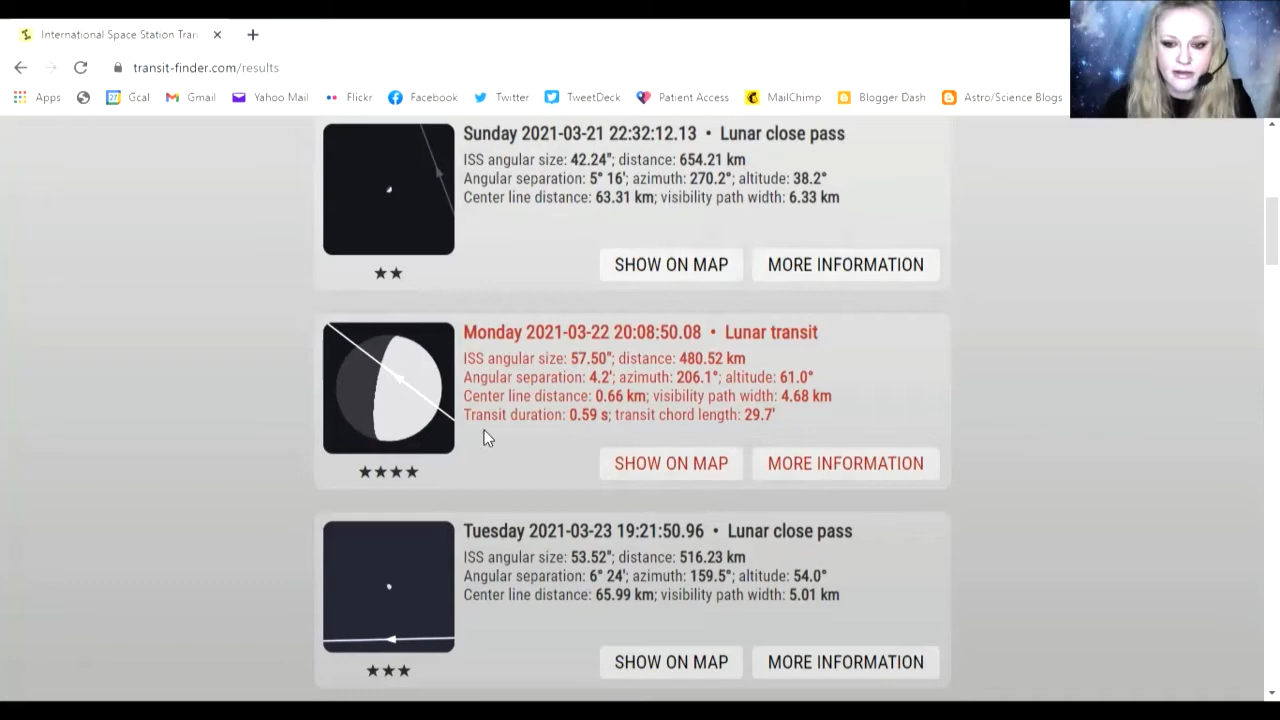 International Space Station Tran
transit-finder.com/results
Apps Gcal Gmail Yahoo Mail Flickr Facebook Twitter TweetDeck Patient Access MailChimp Blogger Dash Astro/Science Blogs
Sunday 2021-03-21 22:32:12.13 • Lunar close pass
ISS angular size: 42.24"; distance: 654.21 km
Angular separation: 5° 16'; azimuth: 270.2°; altitude: 38.2°
Center line distance: 63.31 km; visibility path width: 6.33 km
★★
SHOW ON MAP MORE INFORMATION
Monday 2021-03-22 20:08:50.08 • Lunar transit
ISS angular size: 57.50"; distance: 480.52 km
Angular separation: 4.2'; azimuth: 206.1°; altitude: 61.0°
Center line distance: 0.66 km; visibility path width: 4.68 km
Transit duration: 0.59 s; transit chord length: 29.7'
★★★★
SHOW ON MAP MORE INFORMATION
Tuesday 2021-03-23 19:21:50.96 • Lunar close pass
ISS angular size: 53.52"; distance: 516.23 km
Angular separation: 6° 24'; azimuth: 159.5°; altitude: 54.0°
Center line distance: 65.99 km; visibility path width: 5.01 km
★★★
SHOW ON MAP MORE INFORMATION